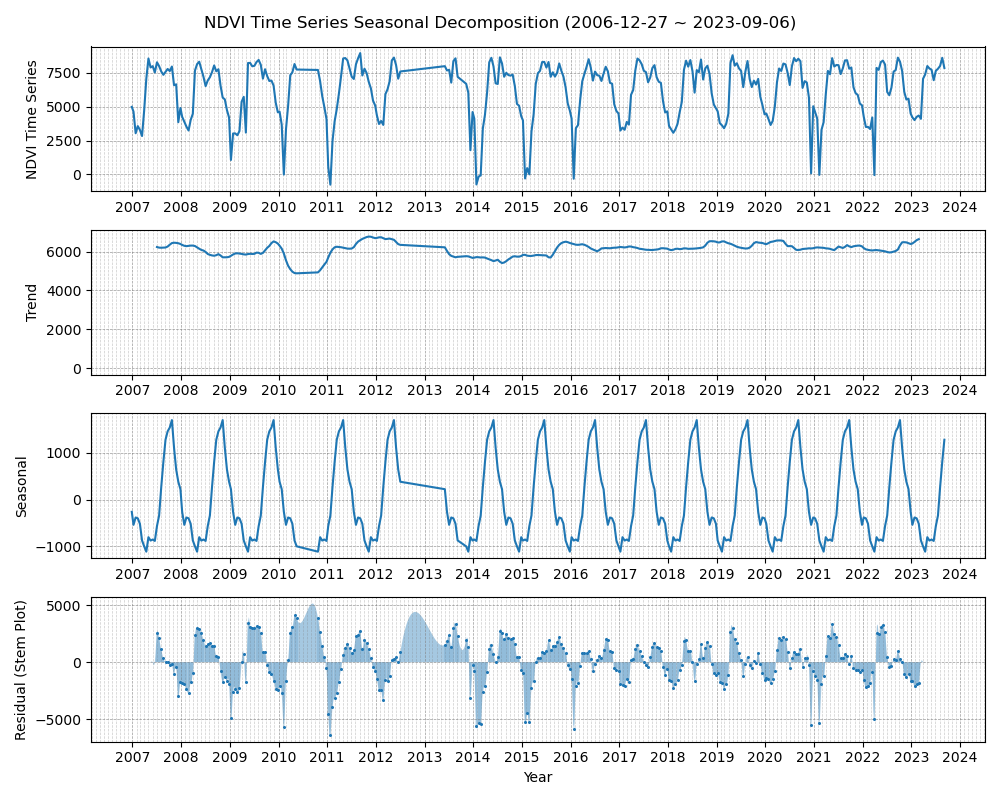 NDVI Time Series Seasonal Decomposition (2006-12-27 ~ 2023-09-06)
NDVI Time Series
7500
5000
2500
0
2007 2008 2009 2010 2011 2012 2013 2014 2015 2016 2017 2018 2019 2020 2021 2022 2023 2024
Trend
6000
4000
2000
0
2007 2008 2009 2010 2011 2012 2013 2014 2015 2016 2017 2018 2019 2020 2021 2022 2023 2024
Seasonal
1000
0
−1000
2007 2008 2009 2010 2011 2012 2013 2014 2015 2016 2017 2018 2019 2020 2021 2022 2023 2024
Residual (Stem Plot)
5000
0
−5000
2007 2008 2009 2010 2011 2012 2013 2014 2015 2016 2017 2018 2019 2020 2021 2022 2023 2024
Year